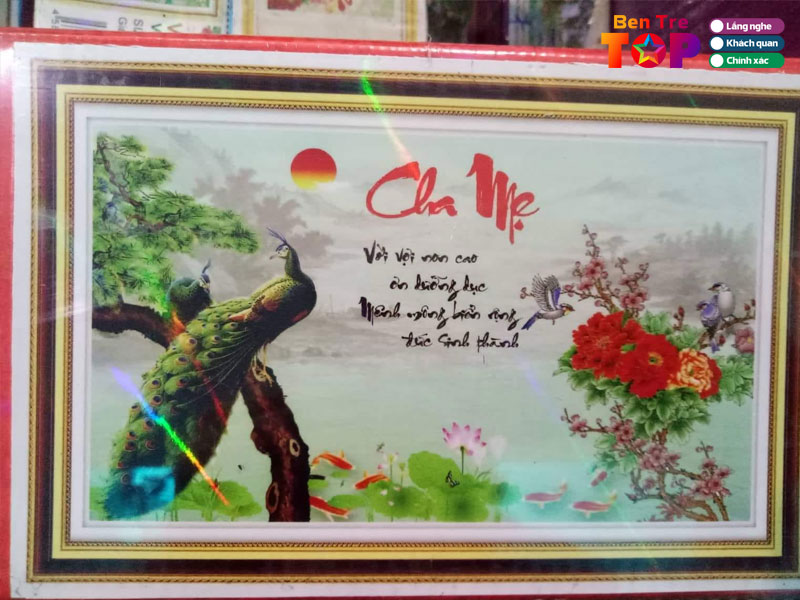 Ben Tre
TOP
Lắng nghe
Khách quan
Chính xác
Cha Mẹ
Vời vợi non cao
ơn dưỡng dục
Mênh mông biển rộng
đức sinh thành